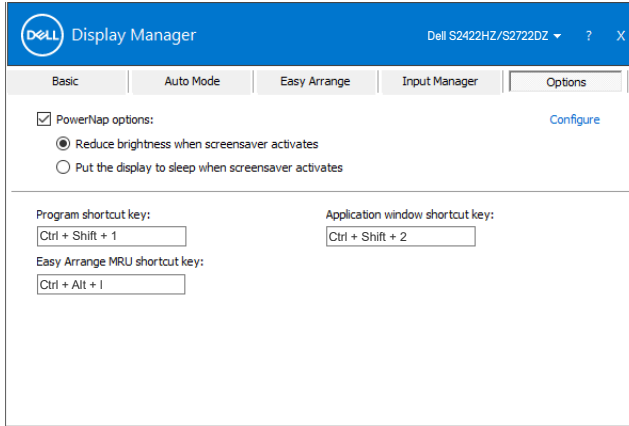 DELL Display Manager
Dell S2422HZ/S2722DZ ? X
Basic Auto Mode Easy Arrange Input Manager Options
PowerNap options: Configure
Reduce brightness when screensaver activates
Put the display to sleep when screensaver activates
Program shortcut key: Application window shortcut key:
Ctrl + Shift + 1 Ctrl + Shift + 2
Easy Arrange MRU shortcut key:
Ctrl + Alt + I